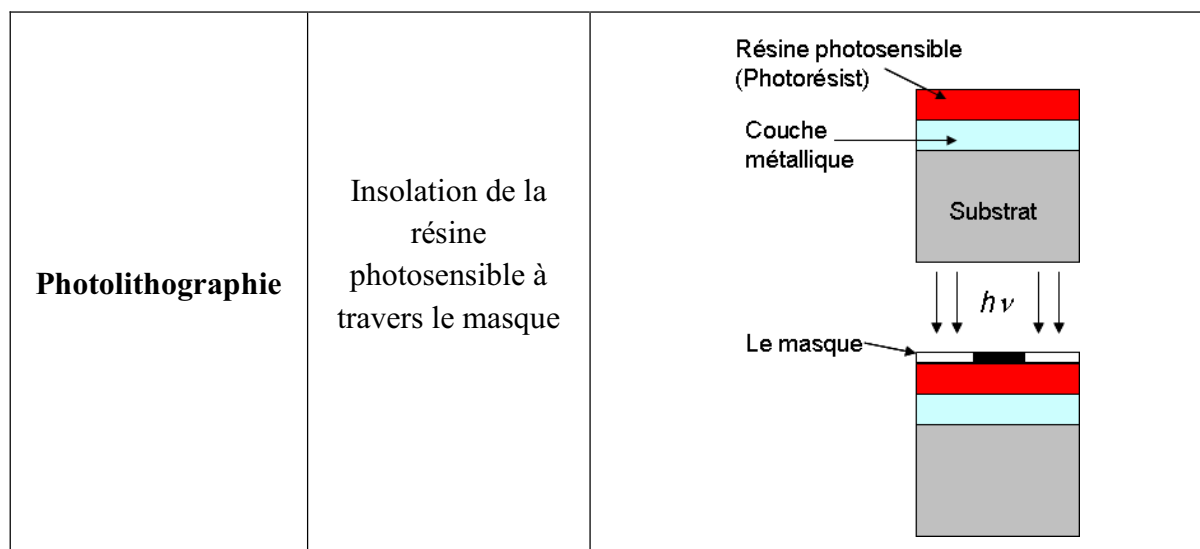 Photolithographie
Insolation de la
résine
photosensible à
travers le masque
Résine photosensible
(Photorésist)
Couche
métallique
Substrat
hν
Le masque